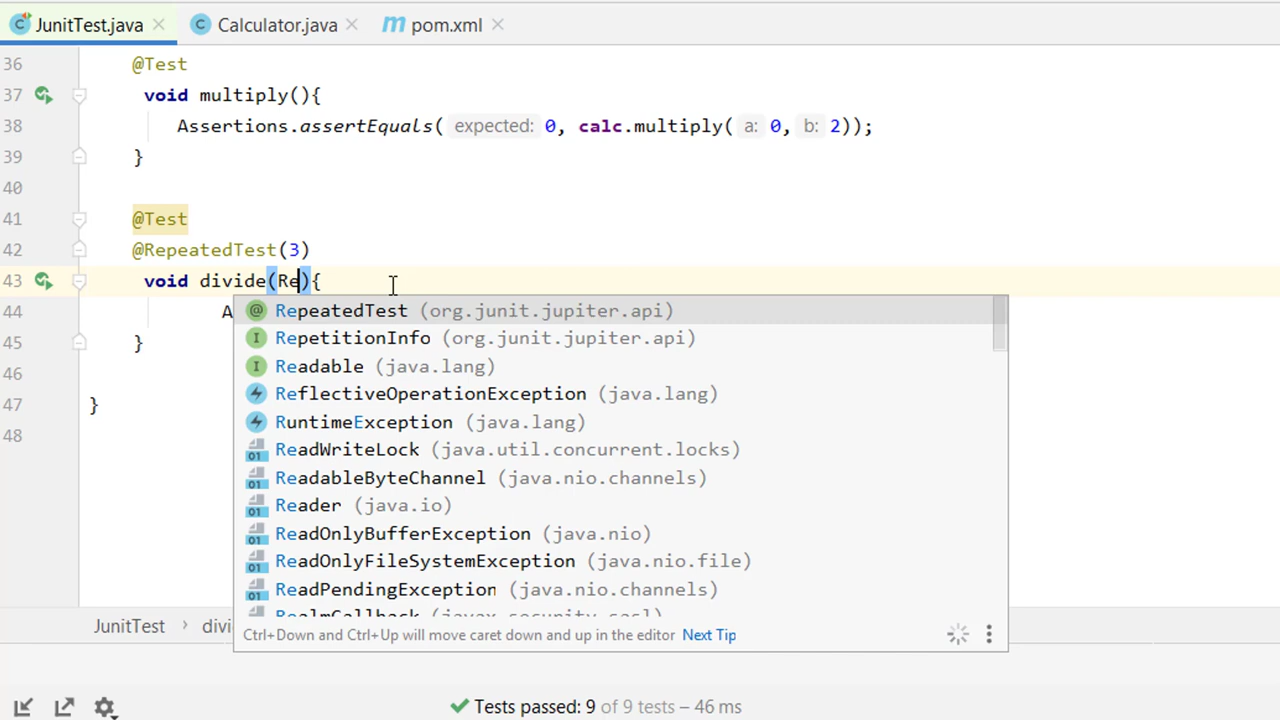 JunitTest.java Calculator.java pom.xml
36 @Test
37 void multiply(){
38 Assertions.assertEquals( expected: 0, calc.multiply( a: 0, b: 2));
39 }
40
41 @Test
42 @RepeatedTest(3)
43 void divide(Re){
44 A
45 }
46
47 }
48
RepeatedTest (org.junit.jupiter.api)
RepetitionInfo (org.junit.jupiter.api)
Readable (java.lang)
ReflectiveOperationException (java.lang)
RuntimeException (java.lang)
ReadWriteLock (java.util.concurrent.locks)
ReadableByteChannel (java.nio.channels)
Reader (java.io)
ReadOnlyBufferException (java.nio)
ReadOnlyFileSystemException (java.nio.file)
ReadPendingException (java.nio.channels)
RealmCallback (javax.security.sasl)
Ctrl+Down and Ctrl+Up will move caret down and up in the editor Next Tip
JunitTest › divi
Tests passed: 9 of 9 tests – 46 ms